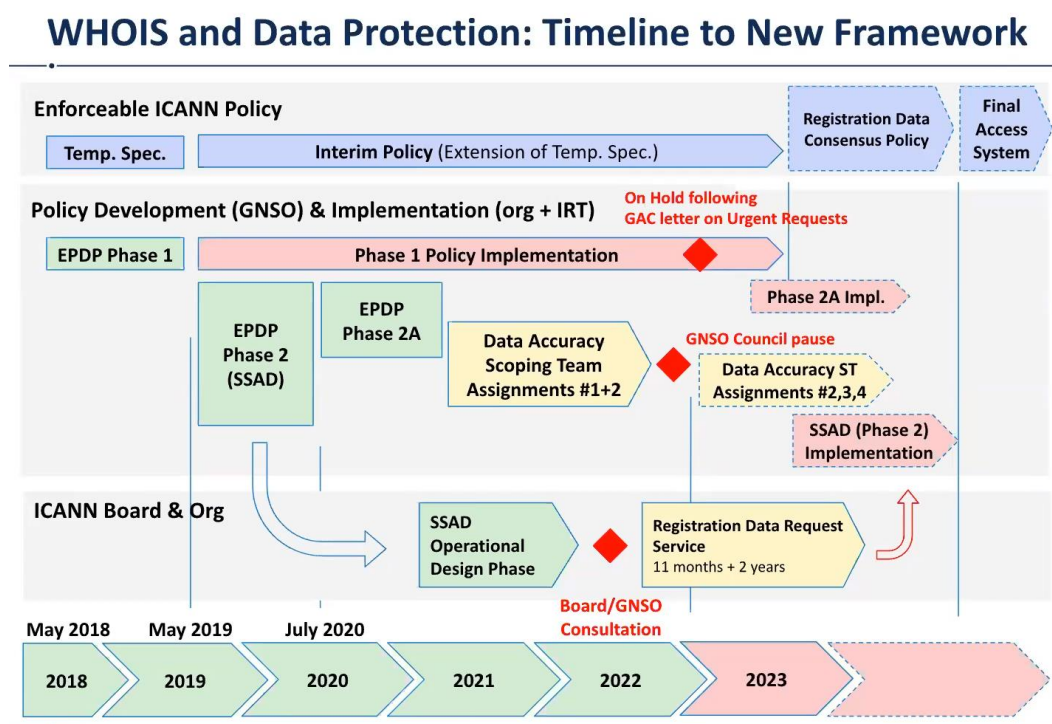 WHOIS and Data Protection: Timeline to New Framework
Enforceable ICANN Policy
Temp. Spec.
Interim Policy (Extension of Temp. Spec.)
Registration Data
Consensus Policy
Final
Access
System
Policy Development (GNSO) & Implementation (org + IRT)
On Hold following
GAC letter on Urgent Requests
EPDP Phase 1
Phase 1 Policy Implementation
Phase 2A Impl.
EPDP
Phase 2
(SSAD)
EPDP
Phase 2A
Data Accuracy
Scoping Team
Assignments #1+2
GNSO Council pause
Data Accuracy ST
Assignments #2,3,4
SSAD (Phase 2)
Implementation
ICANN Board & Org
SSAD
Operational
Design Phase
Registration Data Request
Service
11 months + 2 years
Board/GNSO
Consultation
May 2018
May 2019
July 2020
2018
2019
2020
2021
2022
2023